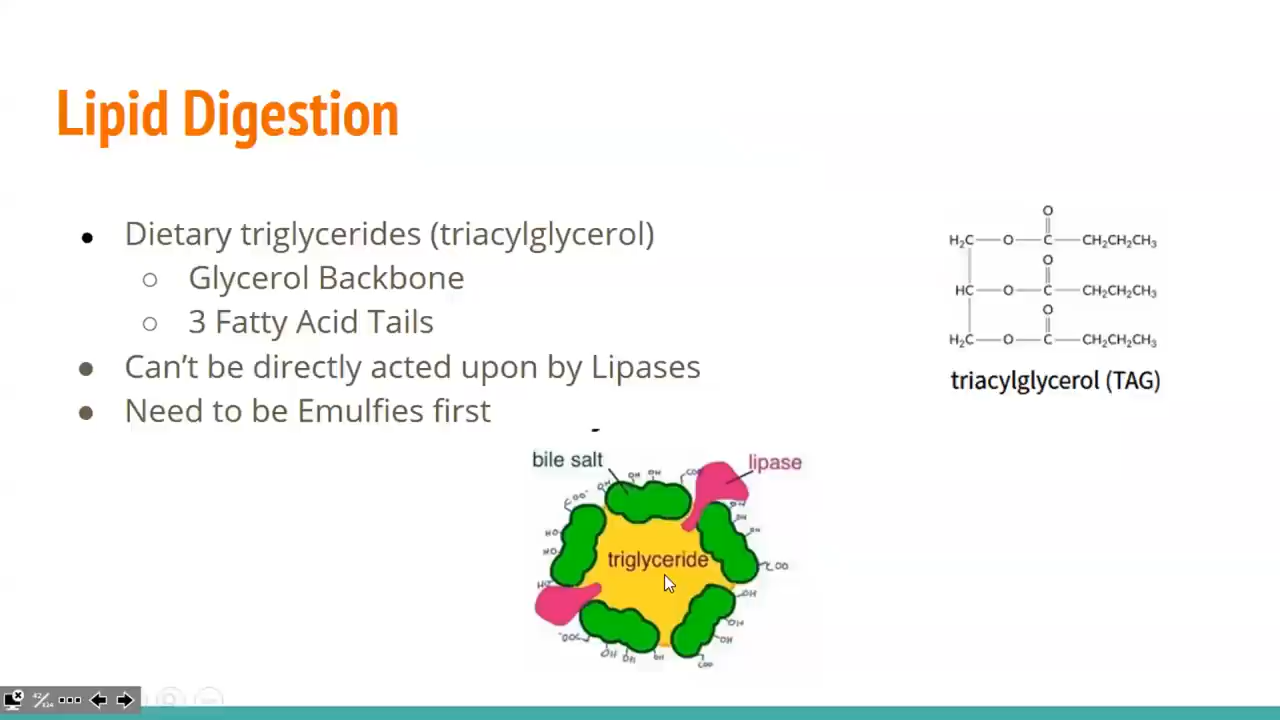 Lipid Digestion
Dietary triglycerides (triacylglycerol)
Glycerol Backbone
3 Fatty Acid Tails
Can't be directly acted upon by Lipases
Need to be Emulfies first
O
H₂C—O—C—CH₂CH₂CH₃
O
HC—O—C—CH₂CH₂CH₃
O
H₂C—O—C—CH₂CH₂CH₃
triacylglycerol (TAG)
bile salt
lipase
triglyceride